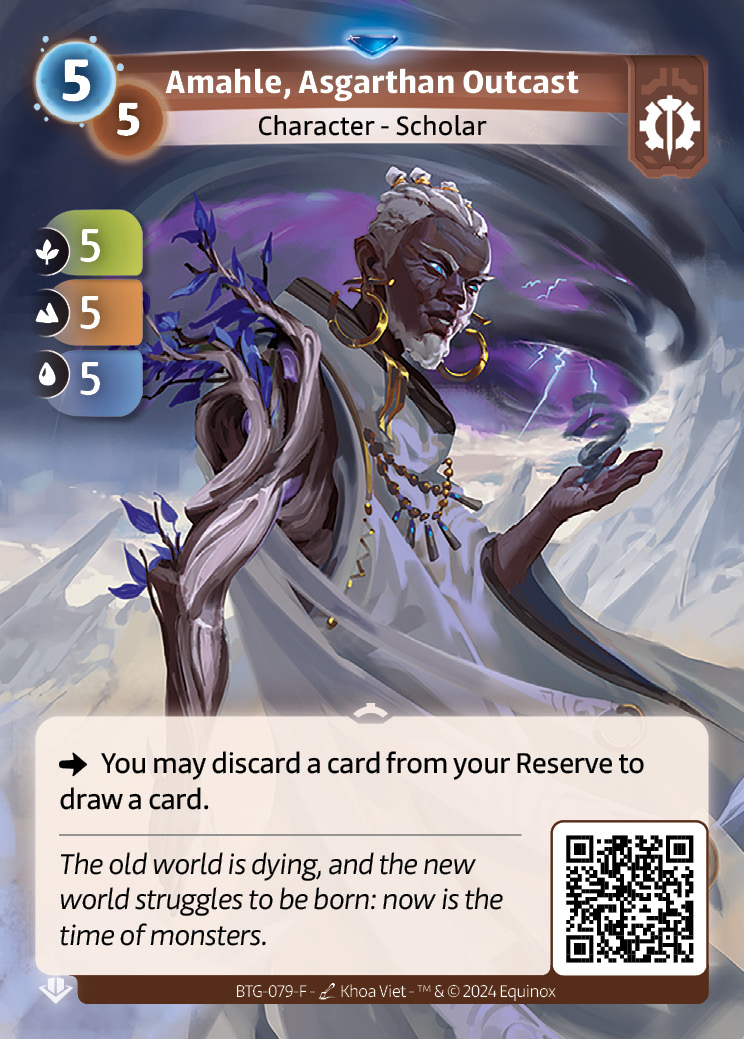 5
5
Amahle, Asgarthan Outcast
Character - Scholar
5
5
5
You may discard a card from your Reserve to
draw a card.
The old world is dying, and the new
world struggles to be born: now is the
time of monsters.
BTG-079-F - Khoa Viet - ™ & © 2024 Equinox